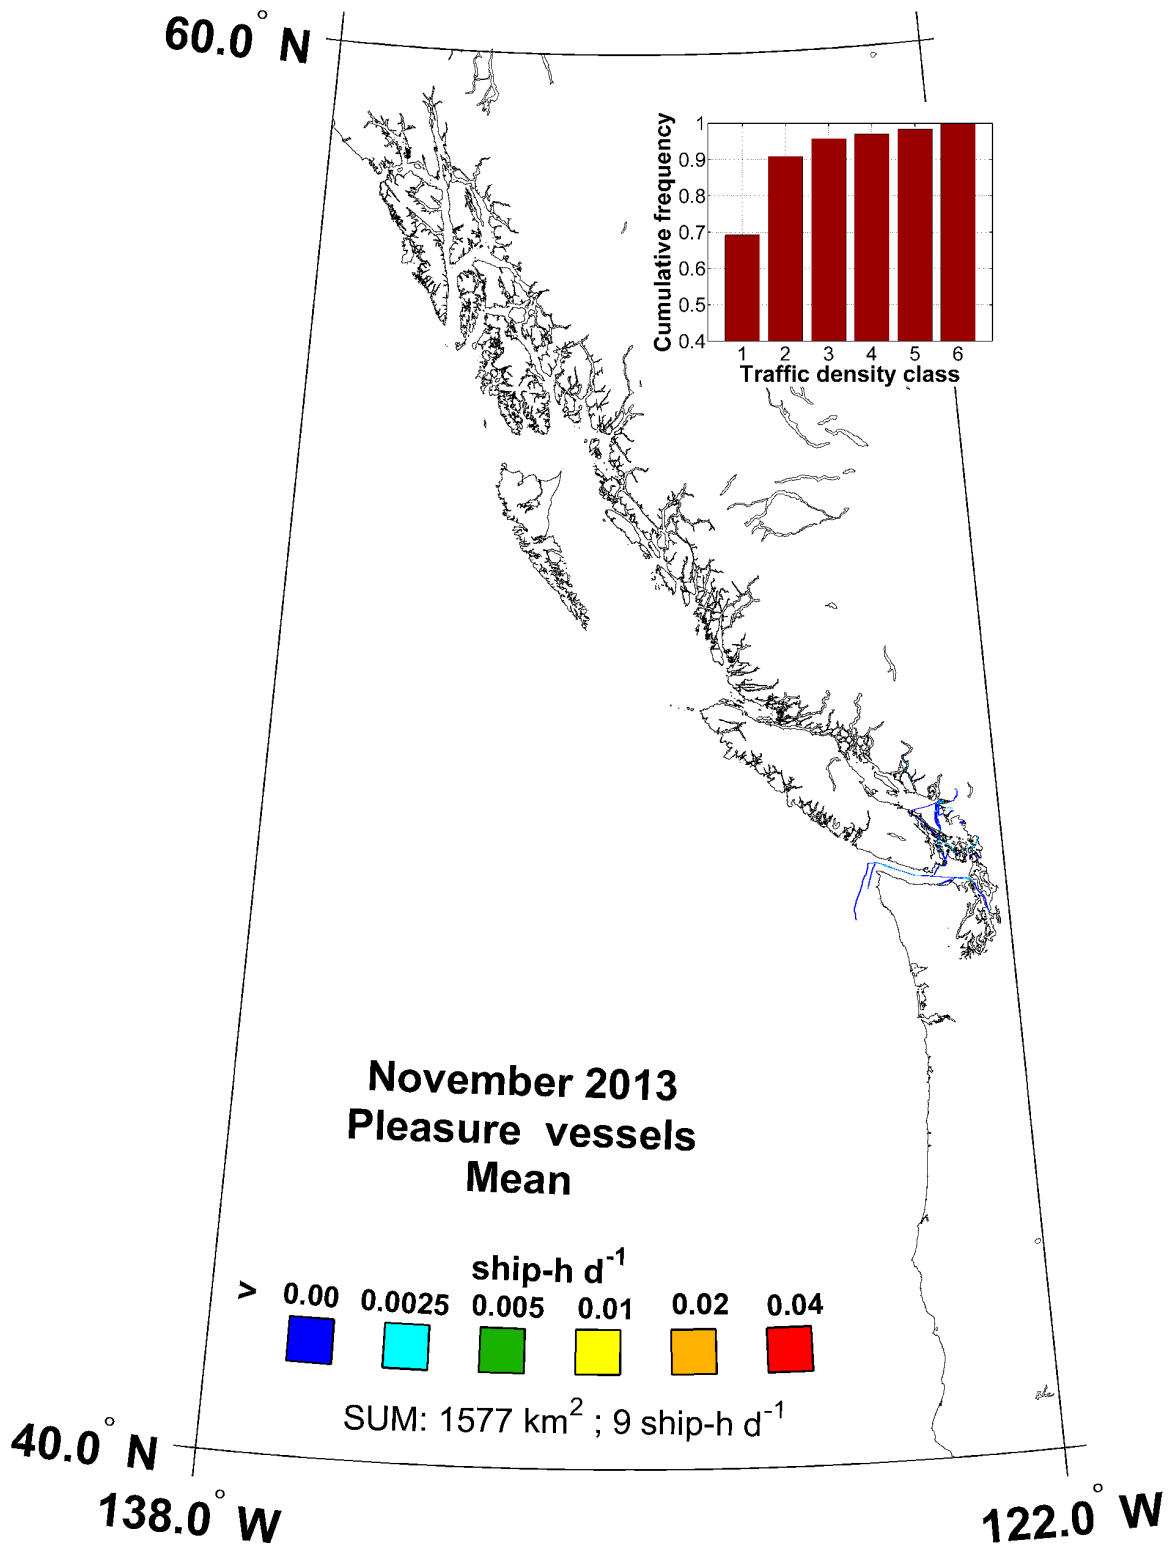 60.0° N
Cumulative frequency
1
0.9
0.8
0.7
0.6
0.5
0.4
1 2 3 4 5 6
Traffic density class
November 2013
Pleasure vessels
Mean
ship-h d⁻¹
> 0.00 0.0025 0.005 0.01 0.02 0.04
SUM: 1577 km² ; 9 ship-h d⁻¹
40.0° N
138.0° W
122.0° W